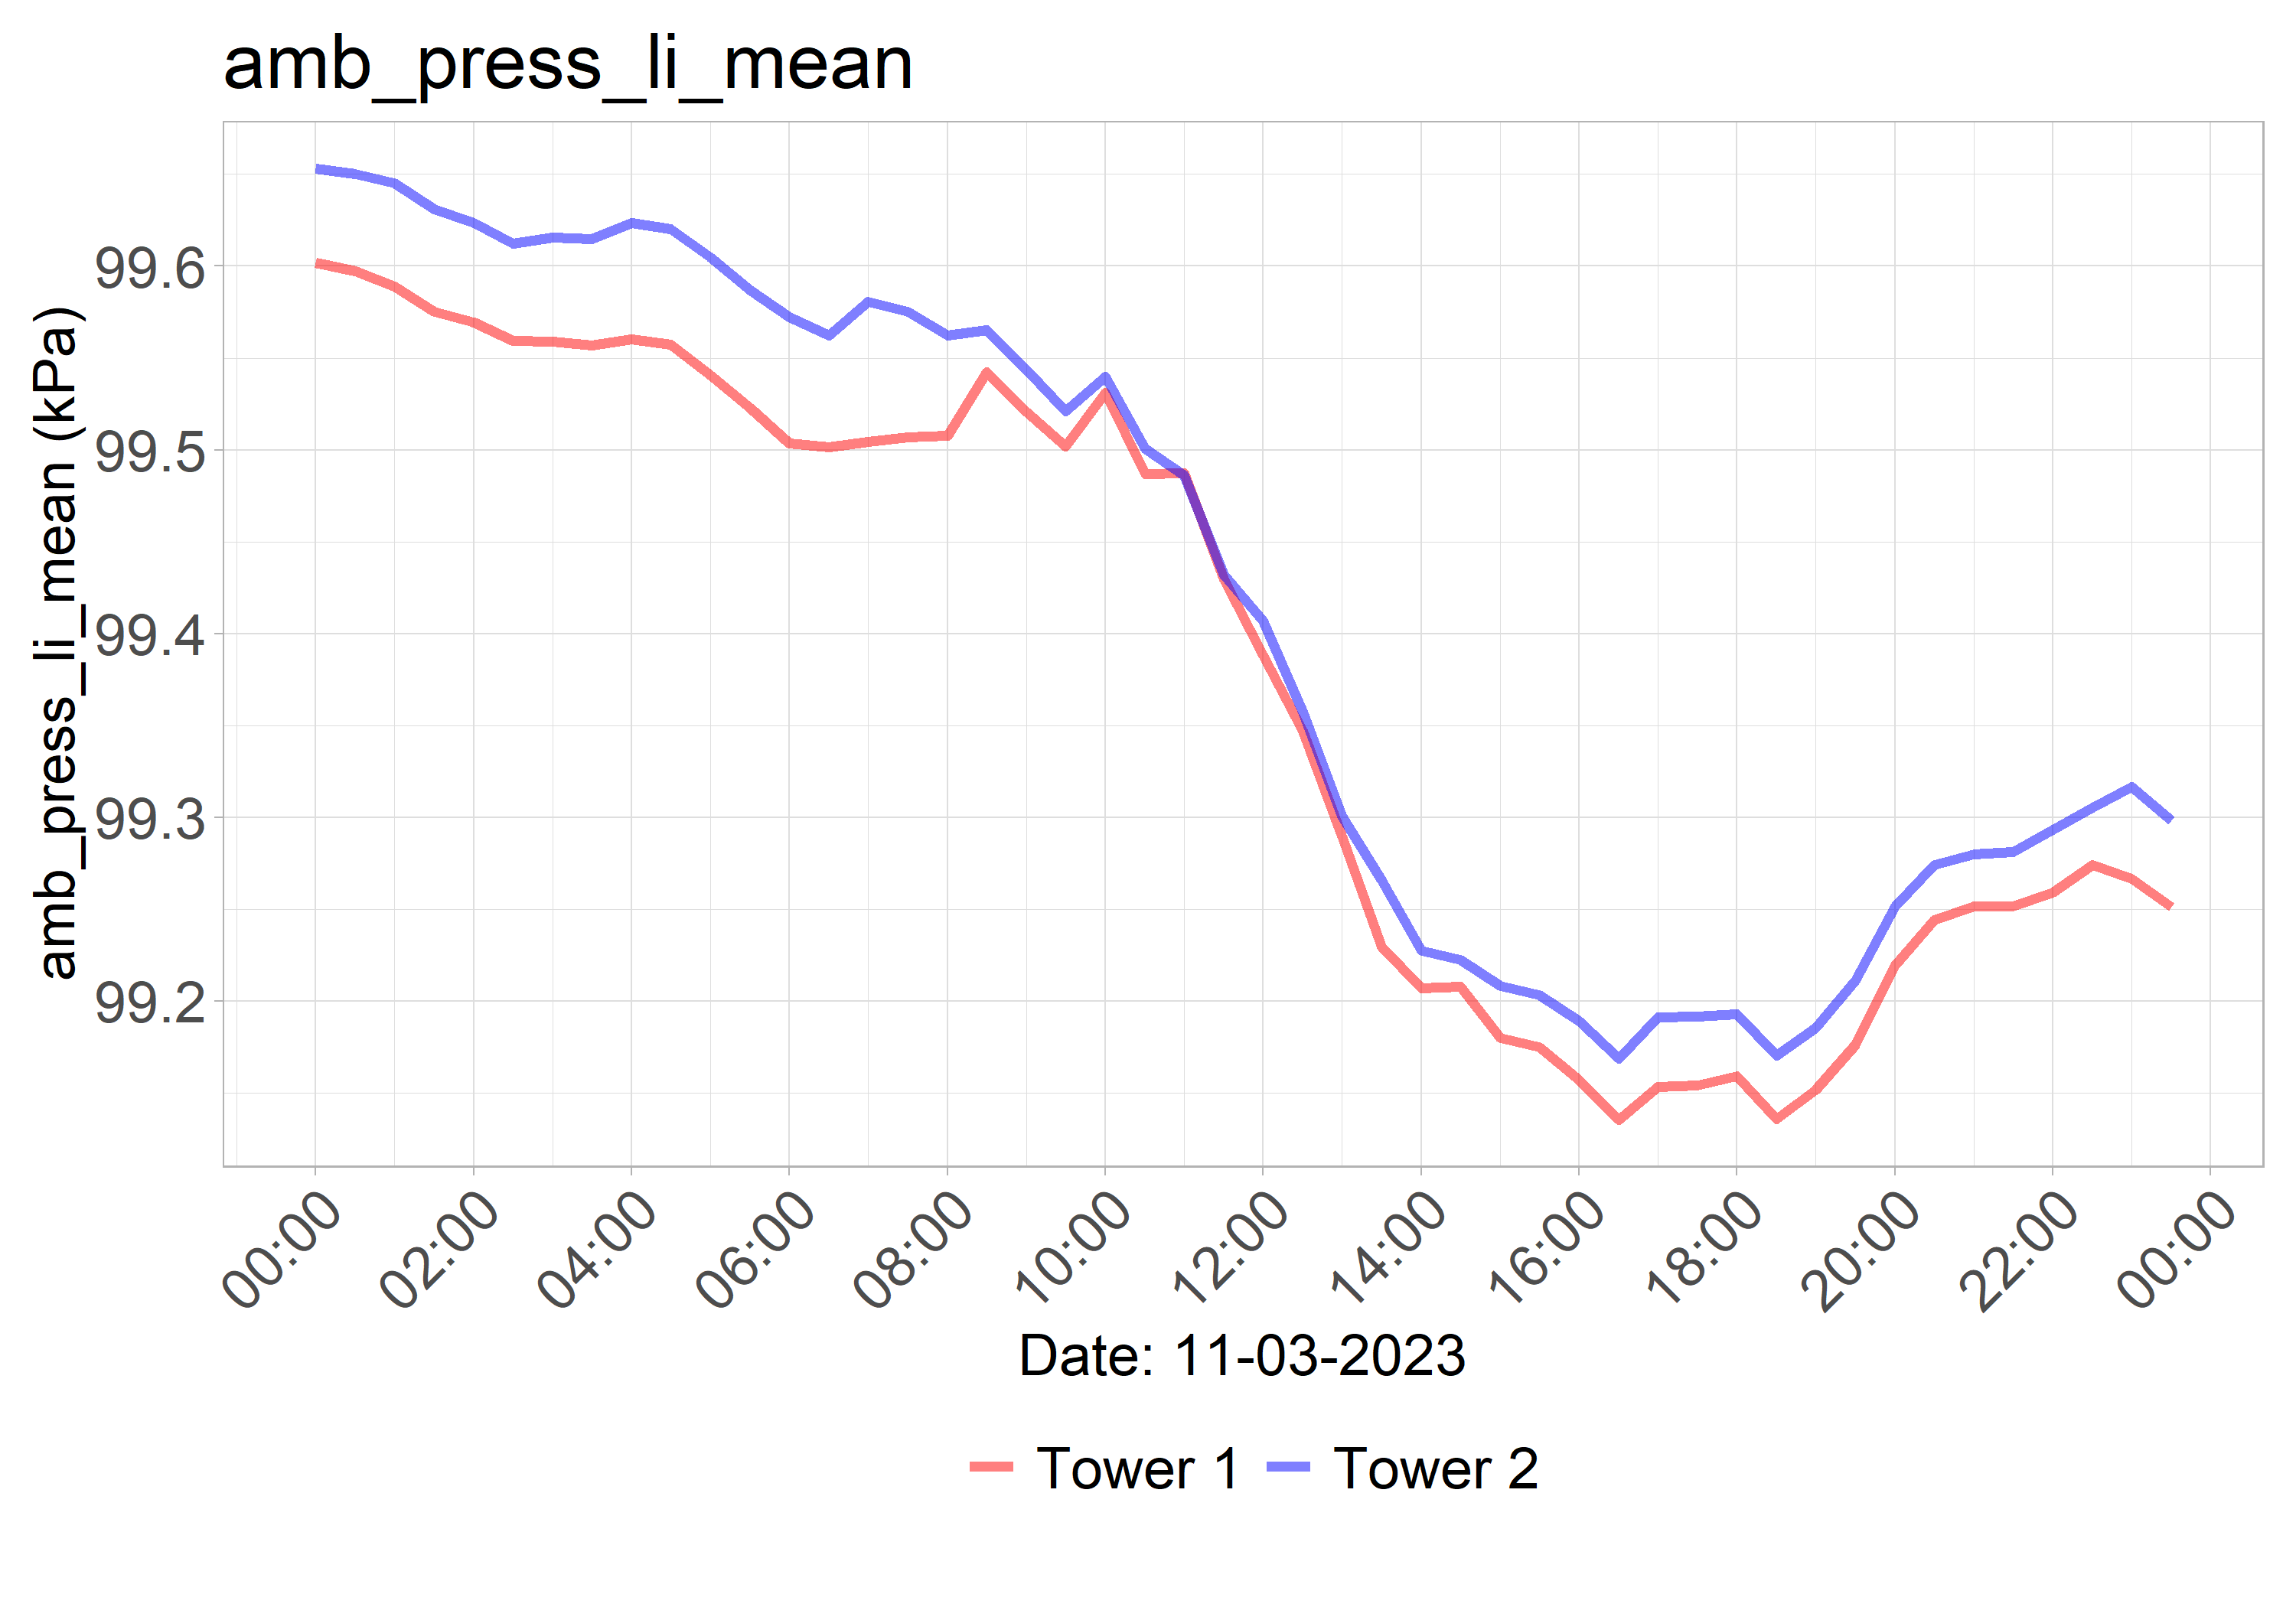 amb_press_li_mean
amb_press_li_mean (kPa)
99.6
99.5
99.4
99.3
99.2
00:00 02:00 04:00 06:00 08:00 10:00 12:00 14:00 16:00 18:00 20:00 22:00 00:00
Date: 11-03-2023
Tower 1 Tower 2